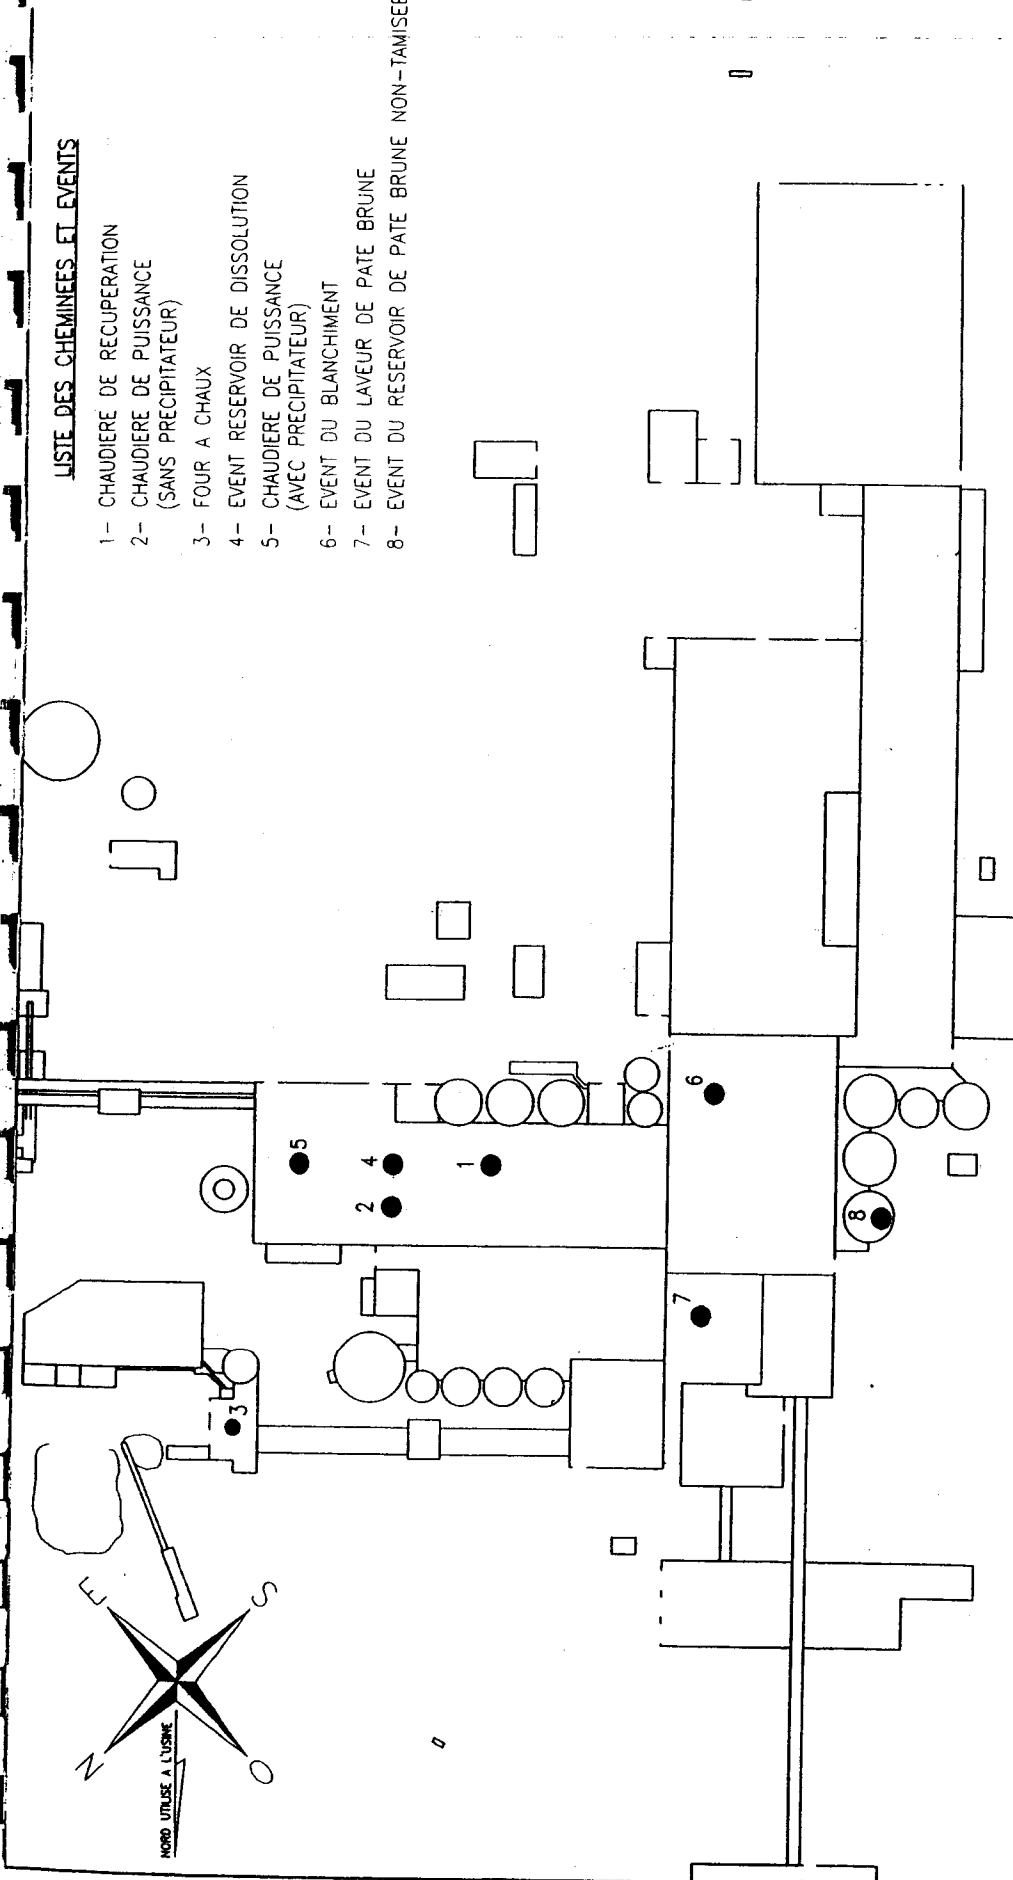 LISTE DES CHEMINEES ET EVENTS
1- CHAUDIERE DE RECUPERATION
2- CHAUDIERE DE PUISSANCE
(SANS PRECIPITATEUR)
3- FOUR A CHAUX
4- EVENT RESERVOIR DE DISSOLUTION
5- CHAUDIERE DE PUISSANCE
(AVEC PRECIPITATEUR)
6- EVENT DU BLANCHIMENT
7- EVENT DU LAVEUR DE PATE BRUNE
8- EVENT DU RESERVOIR DE PATE BRUNE NON-TAMISEE
5
4
2
1
6
8
7
3
E
S
N
O
NORD UTILISE A L'USINE